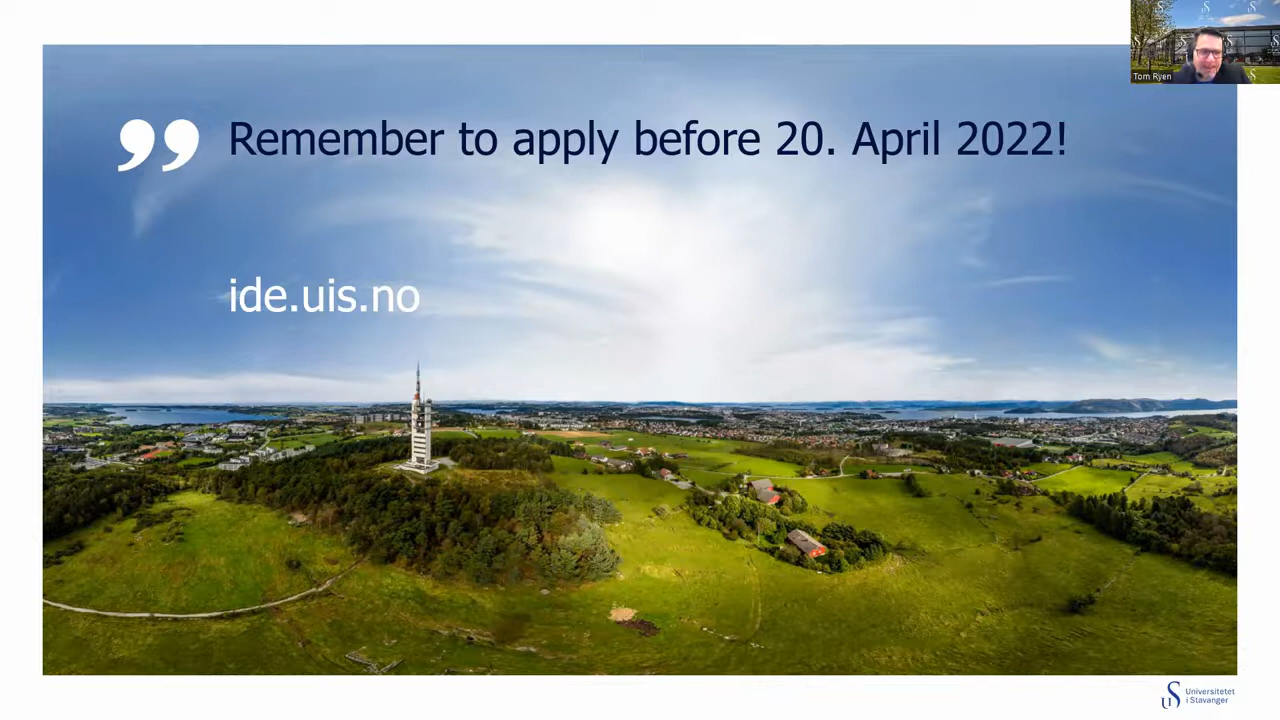 Tom Ryen
” Remember to apply before 20. April 2022!
ide.uis.no
Universitetet
i Stavanger